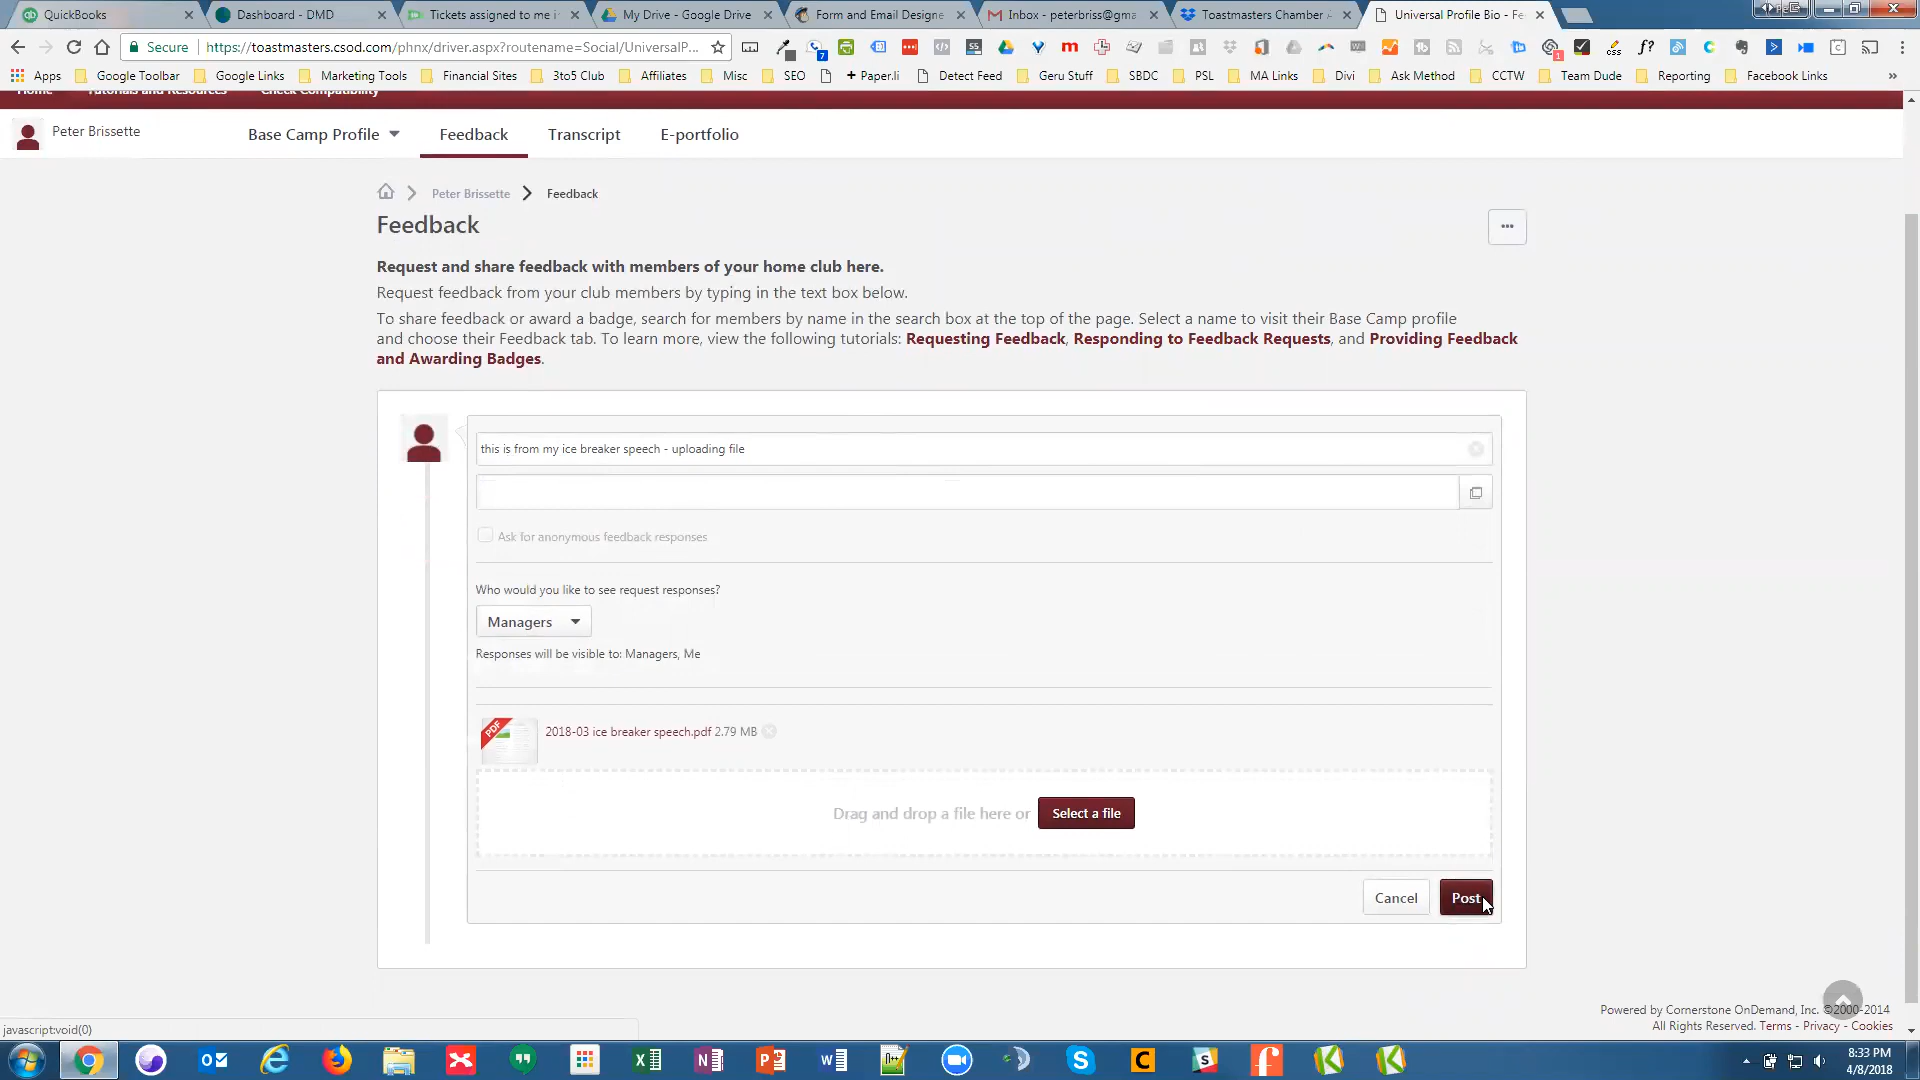 QuickBooks
Dashboard - DMD
Tickets assigned to me
My Drive - Google Drive
Form and Email Designe
Inbox - peterbriss@gma
Toastmasters Chamber
Universal Profile Bio - Fe
Secure
https://toastmasters.csod.com/phnx/driver.aspx?routename=Social/UniversalP...
Apps
Google Toolbar
Google Links
Marketing Tools
Financial Sites
3to5 Club
Affiliates
Misc
SEO
+ Paper.li
Detect Feed
Geru Stuff
SBDC
PSL
MA Links
Divi
Ask Method
CCTW
Team Dude
Reporting
Facebook Links
»
Home
Tutorials and Resources
Check Compatibility
Peter Brissette
Base Camp Profile
Feedback
Transcript
E-portfolio
Peter Brissette
Feedback
Feedback
Request and share feedback with members of your home club here.
Request feedback from your club members by typing in the text box below.
To share feedback or award a badge, search for members by name in the search box at the top of the page. Select a name to visit their Base Camp profile
and choose their Feedback tab. To learn more, view the following tutorials: Requesting Feedback, Responding to Feedback Requests, and Providing Feedback
and Awarding Badges.
this is from my ice breaker speech - uploading file
Ask for anonymous feedback responses
Who would you like to see request responses?
Managers
Responses will be visible to: Managers, Me
PDF
2018-03 ice breaker speech.pdf 2.79 MB
Drag and drop a file here or
Select a file
Cancel
Post
Powered by Cornerstone OnDemand, Inc. ©2000-2014
All Rights Reserved. Terms - Privacy - Cookies
javascript:void(0)
8:33 PM
4/8/2018